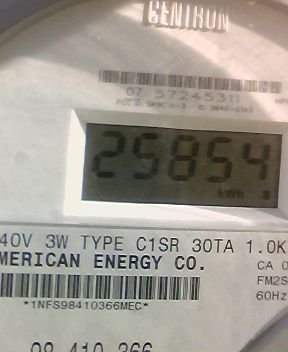 CENTRON
07 57245311
25854
kWh
40V 3W TYPE C1SR 30TA 1.0K
MERICAN ENERGY CO.
CA 0
FM2S
60Hz
*1NFS98410366MEC*
98 410 366